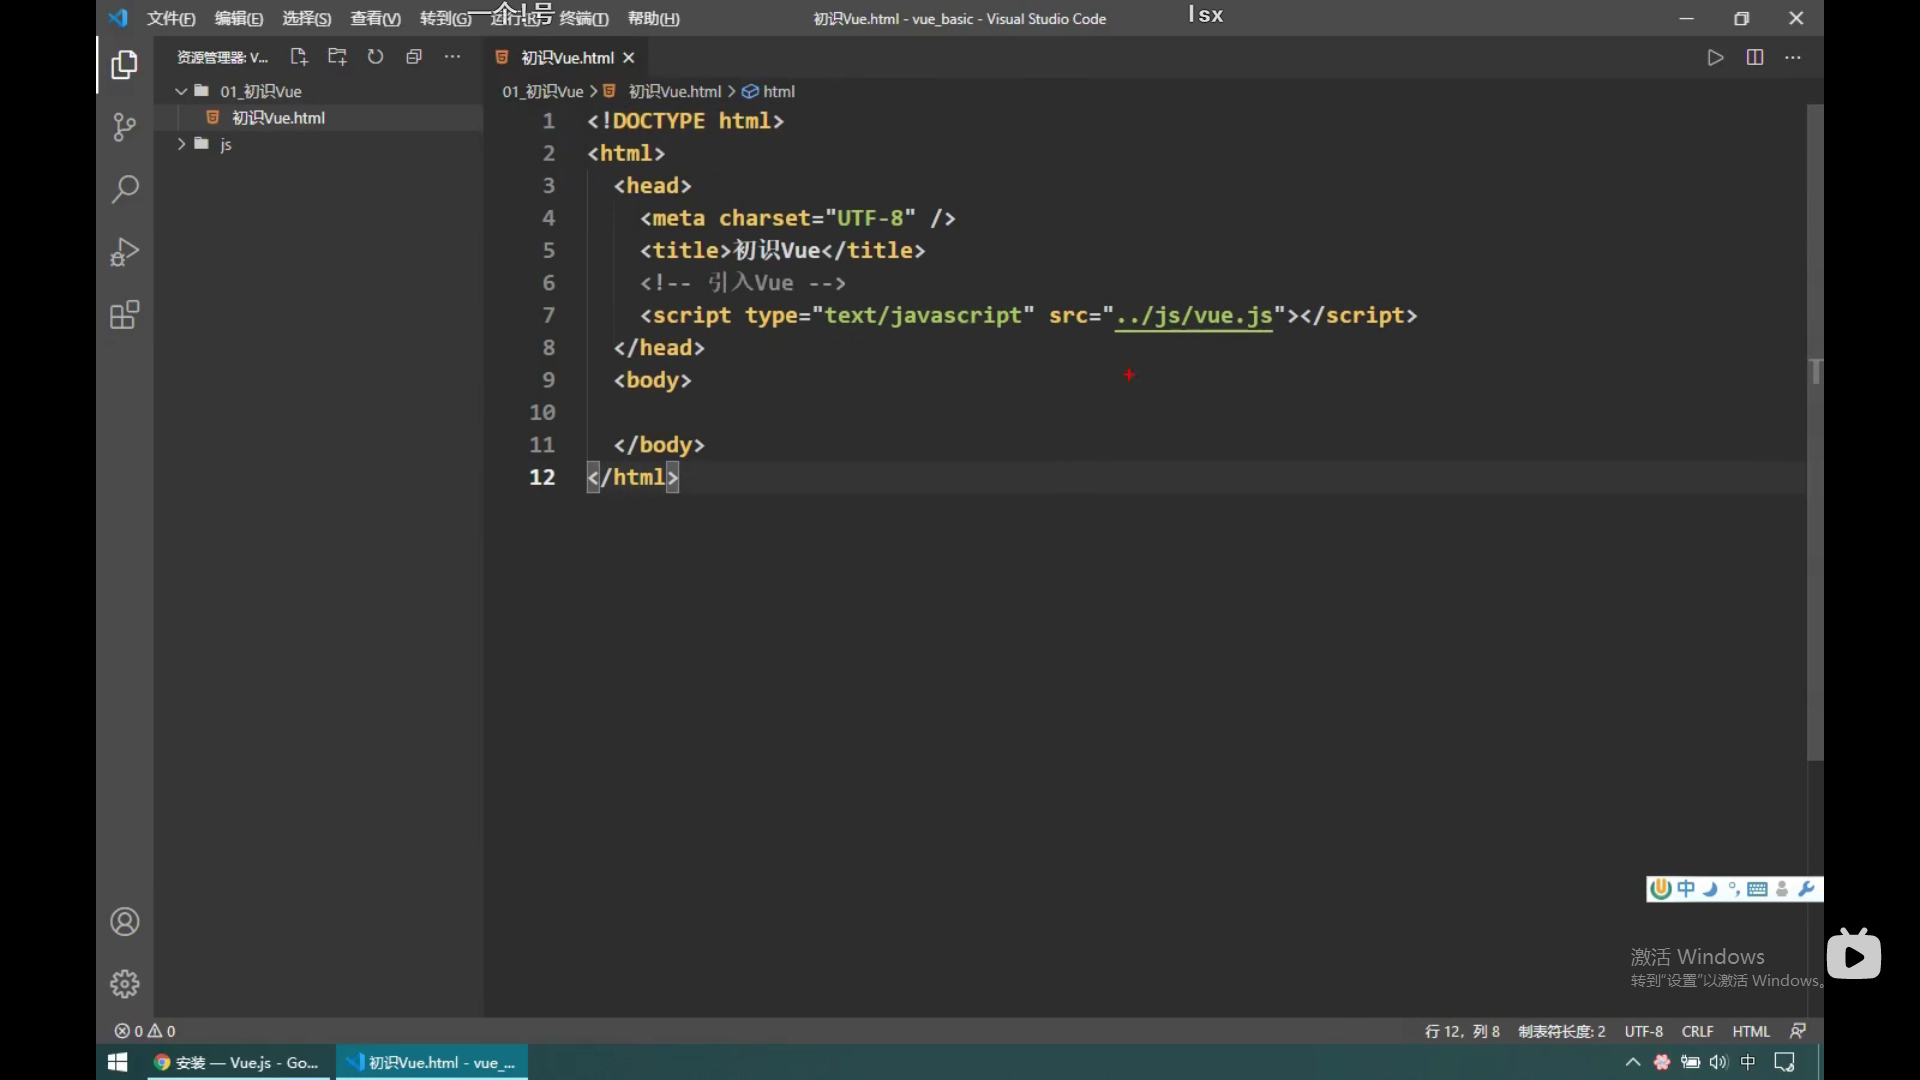 文件(F) 编辑(E) 选择(S) 查看(V) 转到(G) 运行(R) 终端(T) 帮助(H)
一个!号
初识Vue.html - vue_basic - Visual Studio Code
lsx
资源管理器: V...
初识Vue.html
01_初识Vue
初识Vue.html
js
01_初识Vue > 初识Vue.html > html
1 <!DOCTYPE html>
2 <html>
3 <head>
4 <meta charset="UTF-8" />
5 <title>初识Vue</title>
6 <!-- 引入Vue -->
7 <script type="text/javascript" src="../js/vue.js"></script>
8 </head>
9 <body>
10
11 </body>
12 </html>
中
激活 Windows
转到“设置”以激活 Windows。
0 0
行 12，列 8 制表符长度: 2 UTF-8 CRLF HTML
安装 — Vue.js - Go...
初识Vue.html - vue_...
中